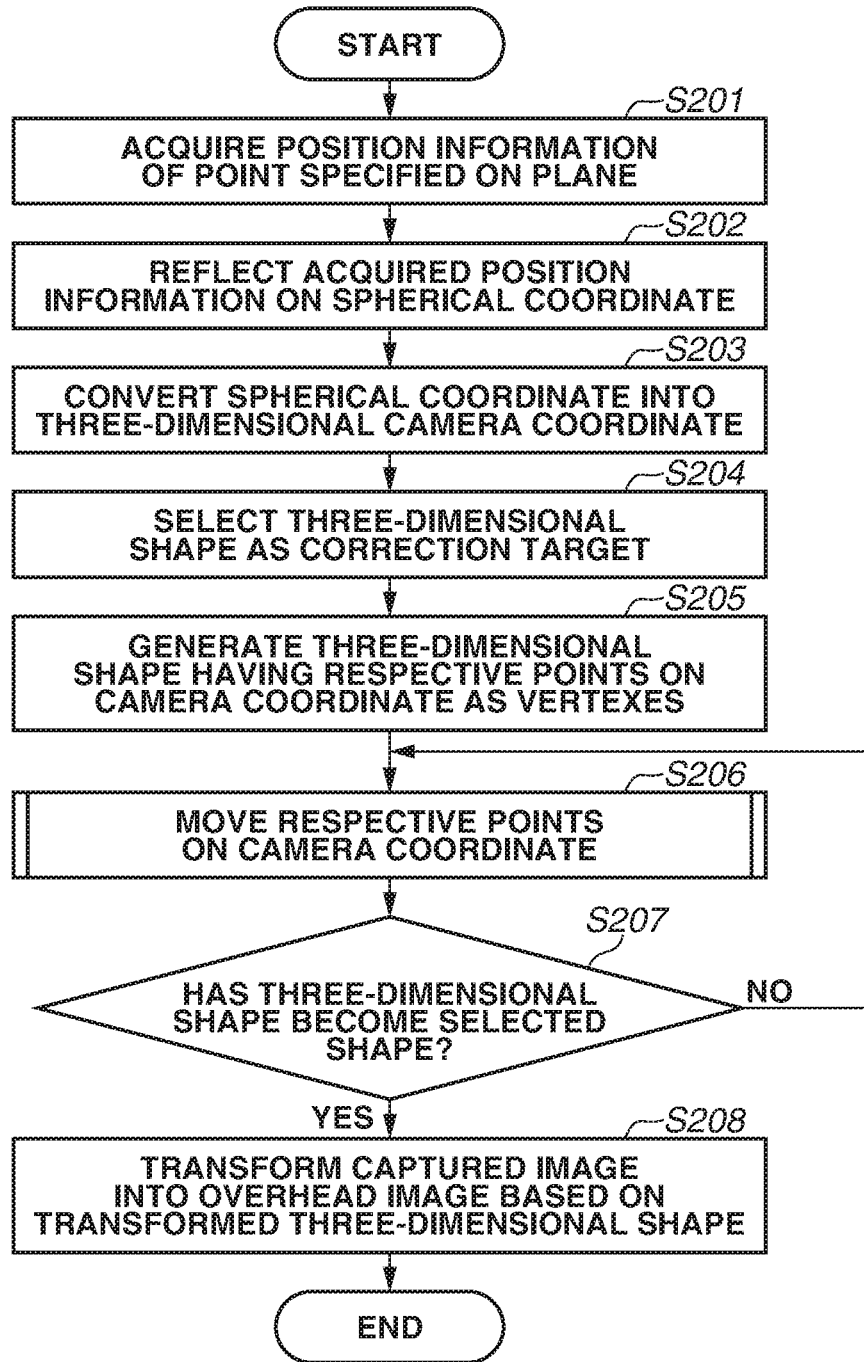 START
S201
ACQUIRE POSITION INFORMATION
OF POINT SPECIFIED ON PLANE
S202
REFLECT ACQUIRED POSITION
INFORMATION ON SPHERICAL COORDINATE
S203
CONVERT SPHERICAL COORDINATE INTO
THREE-DIMENSIONAL CAMERA COORDINATE
S204
SELECT THREE-DIMENSIONAL
SHAPE AS CORRECTION TARGET
S205
GENERATE THREE-DIMENSIONAL
SHAPE HAVING RESPECTIVE POINTS ON
CAMERA COORDINATE AS VERTEXES
S206
MOVE RESPECTIVE POINTS
ON CAMERA COORDINATE
S207
HAS THREE-DIMENSIONAL
SHAPE BECOME SELECTED
SHAPE?
NO
YES
S208
TRANSFORM CAPTURED IMAGE
INTO OVERHEAD IMAGE BASED ON
TRANSFORMED THREE-DIMENSIONAL SHAPE
END